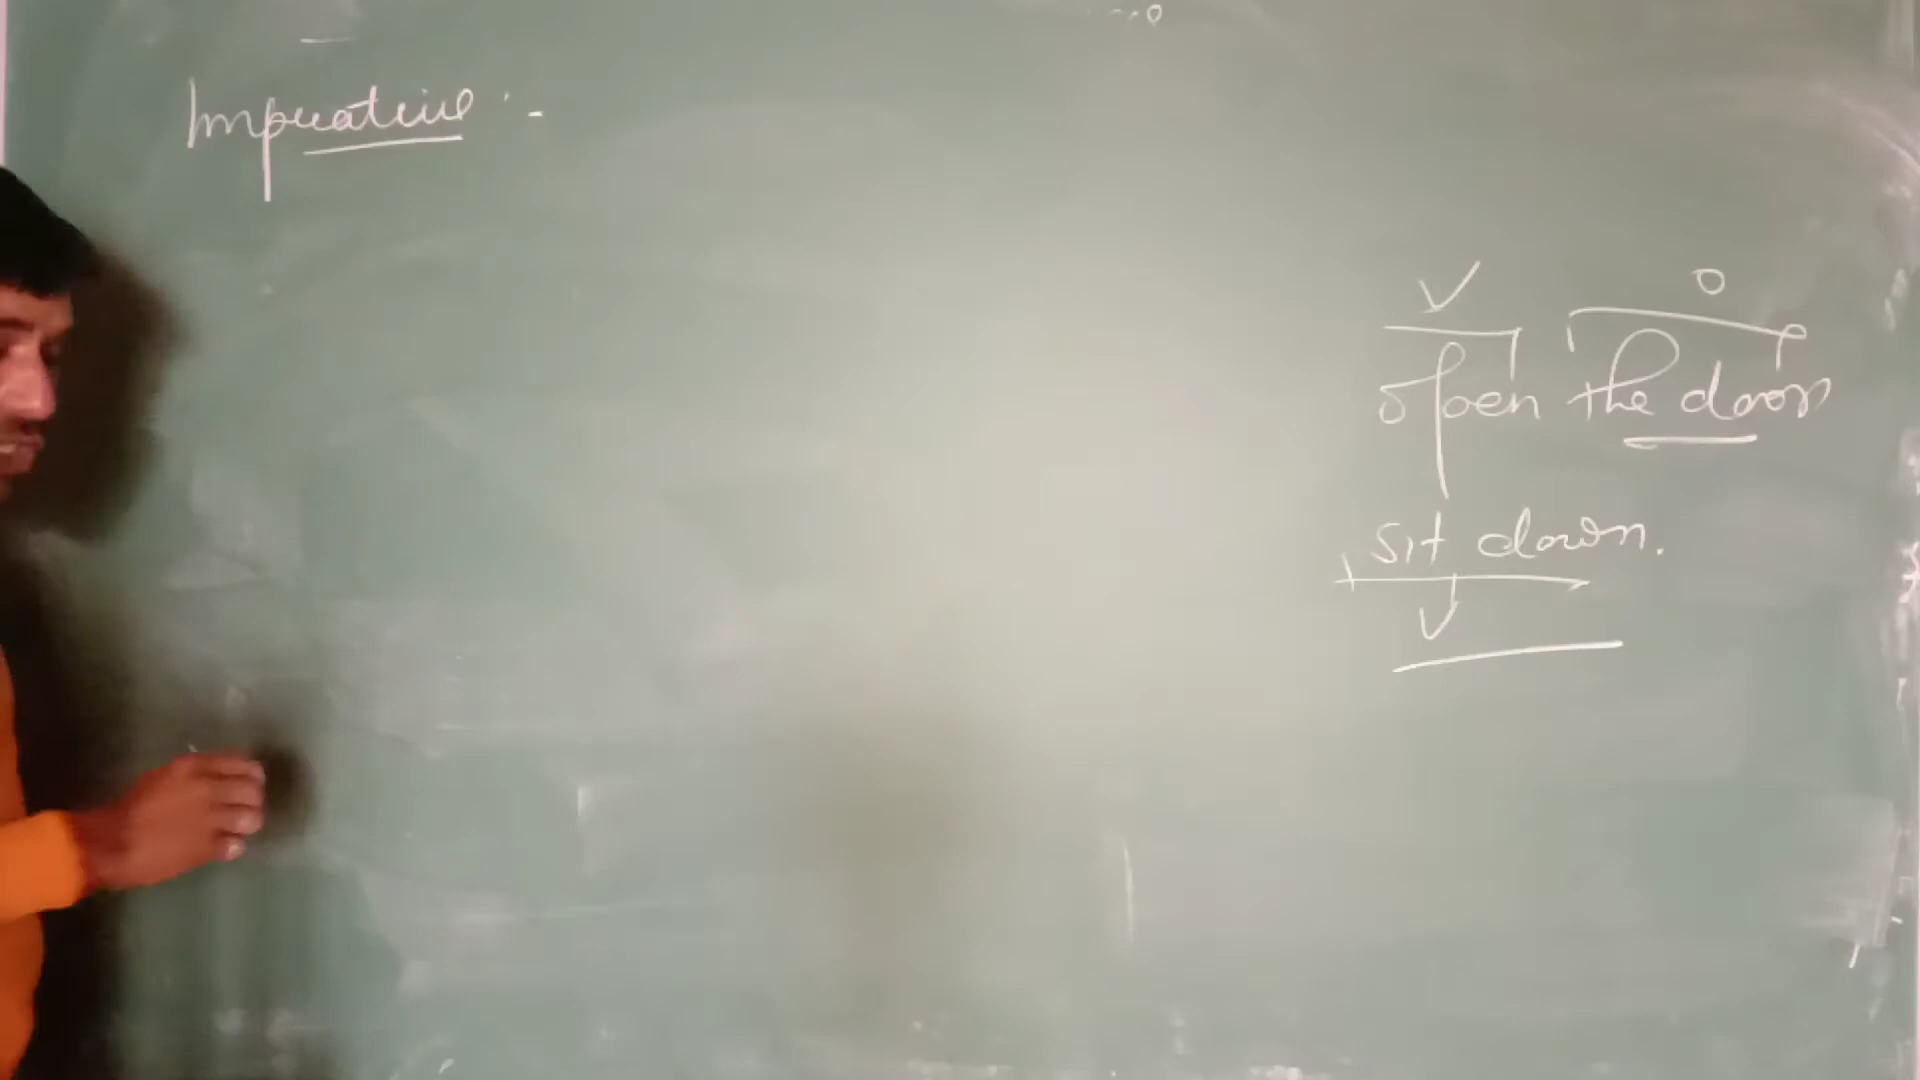 Imperative :-
V O
open the door
sit down.
V